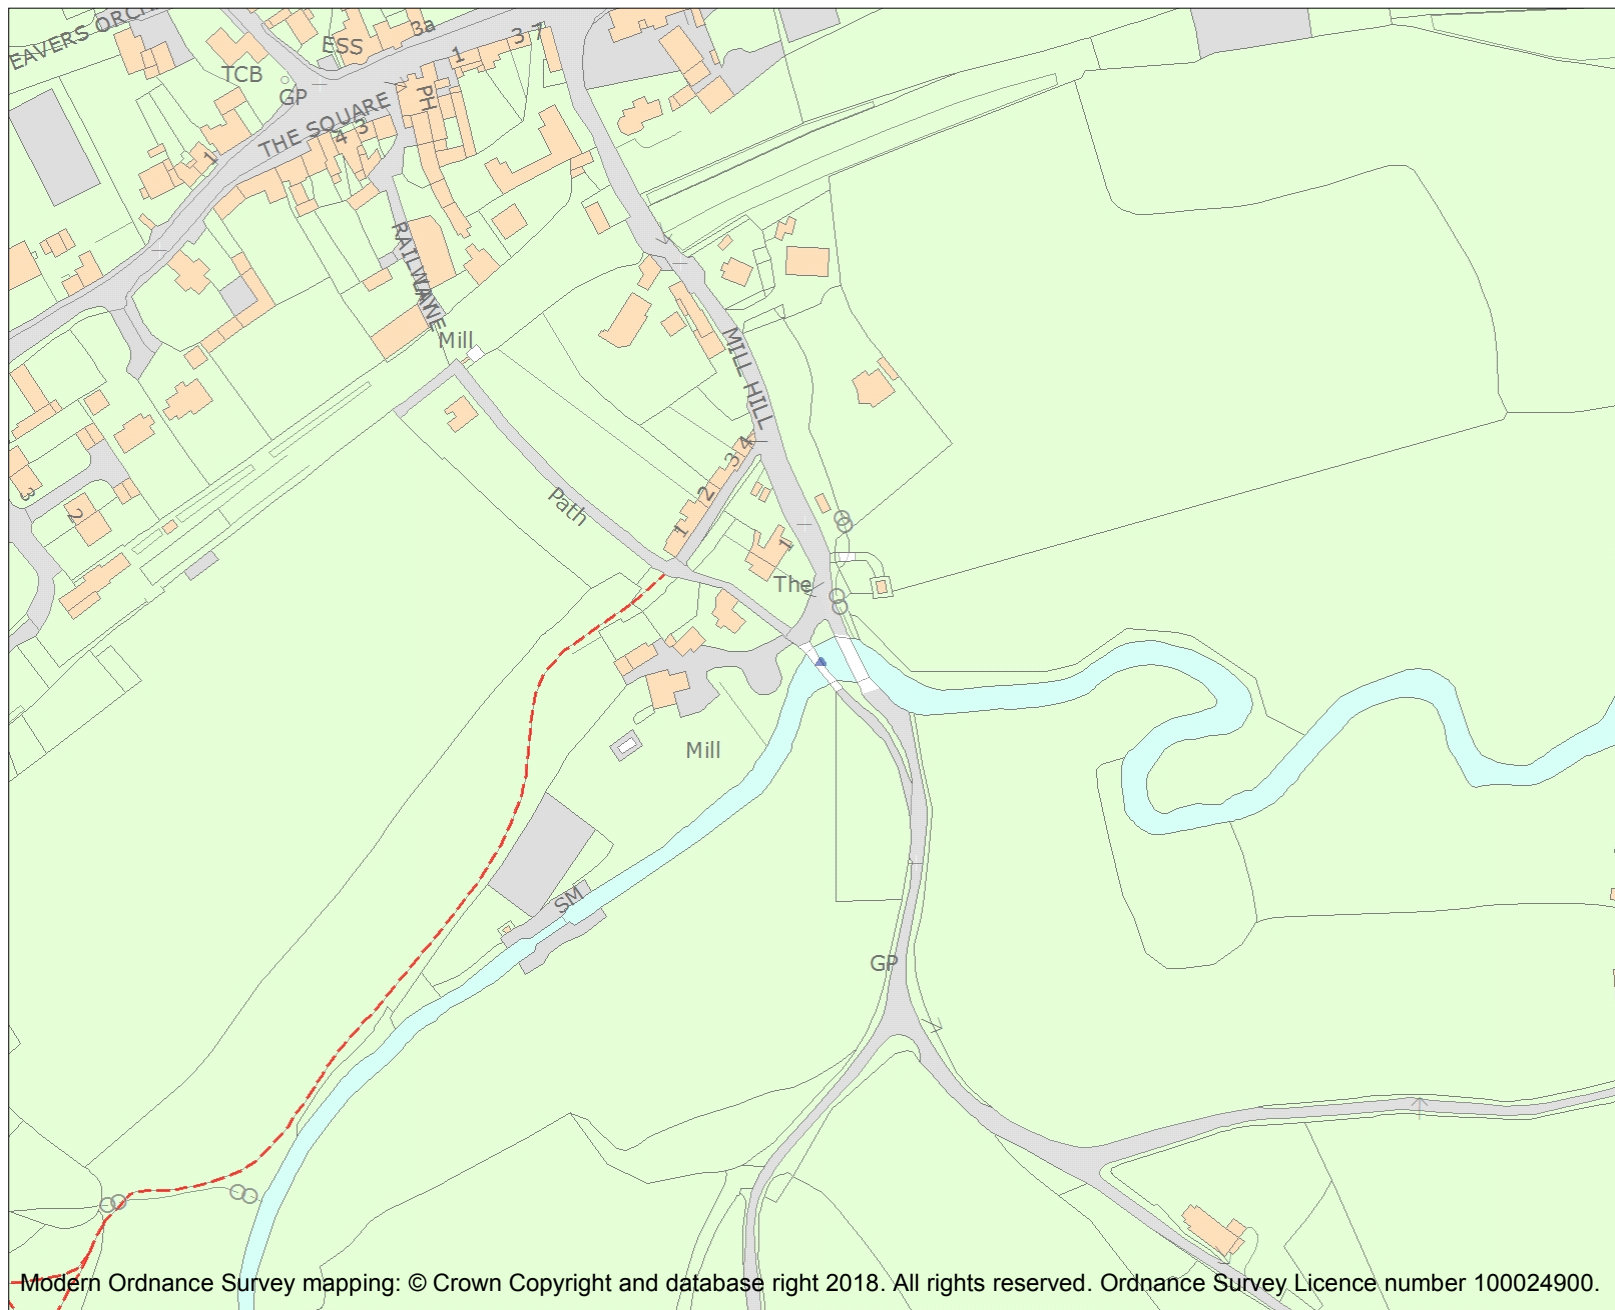 EAVERS ORCH
3a
ESS
1
3 7
TCB
GP
PH
THE SQUARE
4 3
1
RAILWAY
LANE
Mill
MILL HILL
3 4
2
1
Path
1
3
2
The
Mill
SM
GP
Modern Ordnance Survey mapping: © Crown Copyright and database right 2018. All rights reserved. Ordnance Survey Licence number 100024900.